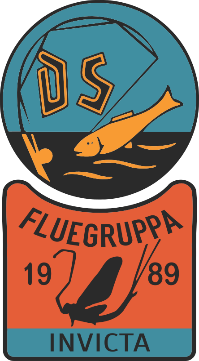 DS
FLUEGRUPPA
19 89
INVICTA